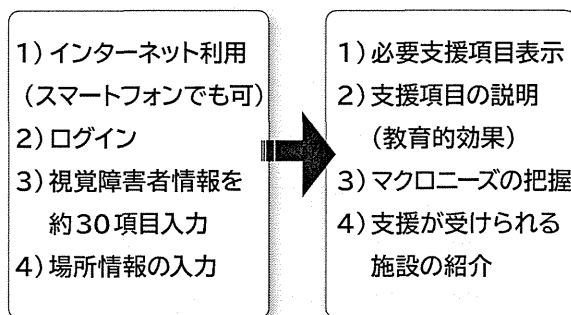 1）インターネット利用
（スマートフォンでも可）
2）ログイン
3）視覚障害者情報を
約30項目入力
4）場所情報の入力
1）必要支援項目表示
2）支援項目の説明
（教育的効果）
3）マクロニーズの把握
4）支援が受けられる
施設の紹介